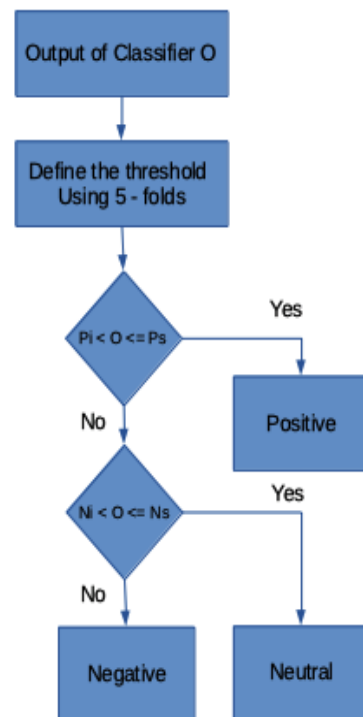 Output of Classifier O
Define the threshold
Using 5 - folds
Pi < O <= Ps
Yes
No
Positive
Ni < O <= Ns
Yes
No
Negative
Neutral